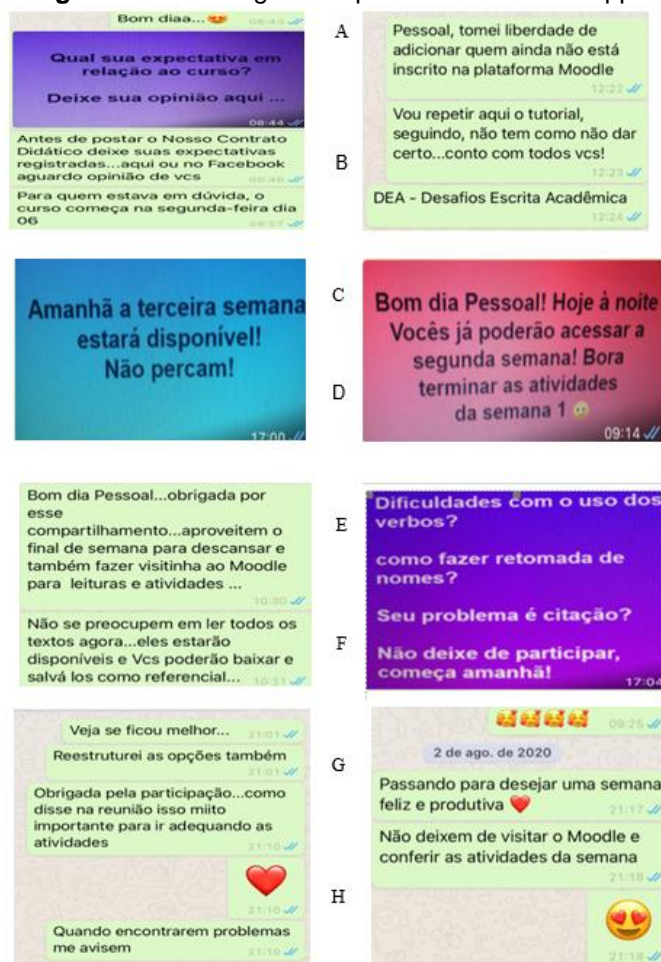 Bom diaa...😍 08:43
Qual sua expectativa em
relação ao curso?
Deixe sua opinião aqui ...
08:44
Antes de postar o Nosso Contrato
Didático deixe suas expectativas
registradas...aqui ou no Facebook
aguardo opinião de vcs 08:46
Para quem estava em dúvida, o
curso começa na segunda-feira dia
06 08:57
A
B
Pessoal, tomei liberdade de
adicionar quem ainda não está
inscrito na plataforma Moodle
12:22
Vou repetir aqui o tutorial,
seguindo, não tem como não dar
certo...conto com todos vcs!
12:23
DEA - Desafios Escrita Acadêmica
12:24
Amanhã a terceira semana
estará disponível!
Não percam!
17:00
C
D
Bom dia Pessoal! Hoje à noite
Vocês já poderão acessar a
segunda semana! Bora
terminar as atividades
da semana 1
09:14
Bom dia Pessoal...obrigada por
esse
compartilhamento...aproveitem o
final de semana para descansar e
também fazer visitinha ao Moodle
para leituras e atividades ...
10:30
Não se preocupem em ler todos os
textos agora...eles estarão
disponíveis e Vcs poderão baixar e
salvá los como referencial... 10:31
E
F
Dificuldades com o uso dos
verbos?
como fazer retomada de
nomes?
Seu problema é citação?
Não deixe de participar,
começa amanhã!
17:04
Veja se ficou melhor... 21:01
Reestruturei as opções também
21:01
Obrigada pela participação...como
disse na reunião isso miito
importante para ir adequando as
atividades 21:10
❤️
21:10
Quando encontrarem problemas
me avisem 21:10
G
H
🥰🥰🥰🥰 09:25
2 de ago. de 2020
Passando para desejar uma semana
feliz e produtiva ❤️ 21:17
Não deixem de visitar o Moodle e
conferir as atividades da semana
21:18
😍
21:18